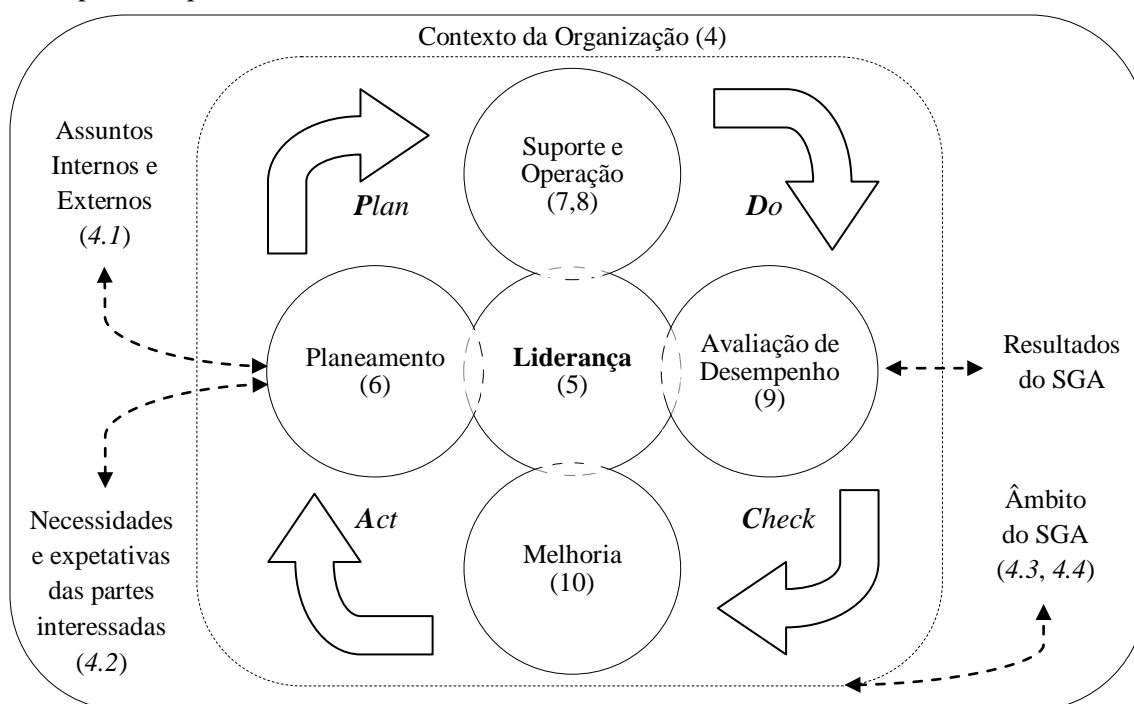 Contexto da Organização (4)
Assuntos
Internos e
Externos
(4.1)
Plan
Suporte e
Operação
(7,8)
Do
Planeamento
(6)
Liderança
(5)
Avaliação de
Desempenho
(9)
Resultados
do SGA
Necessidades
e expetativas
das partes
interessadas
(4.2)
Act
Melhoria
(10)
Check
Âmbito
do SGA
(4.3, 4.4)